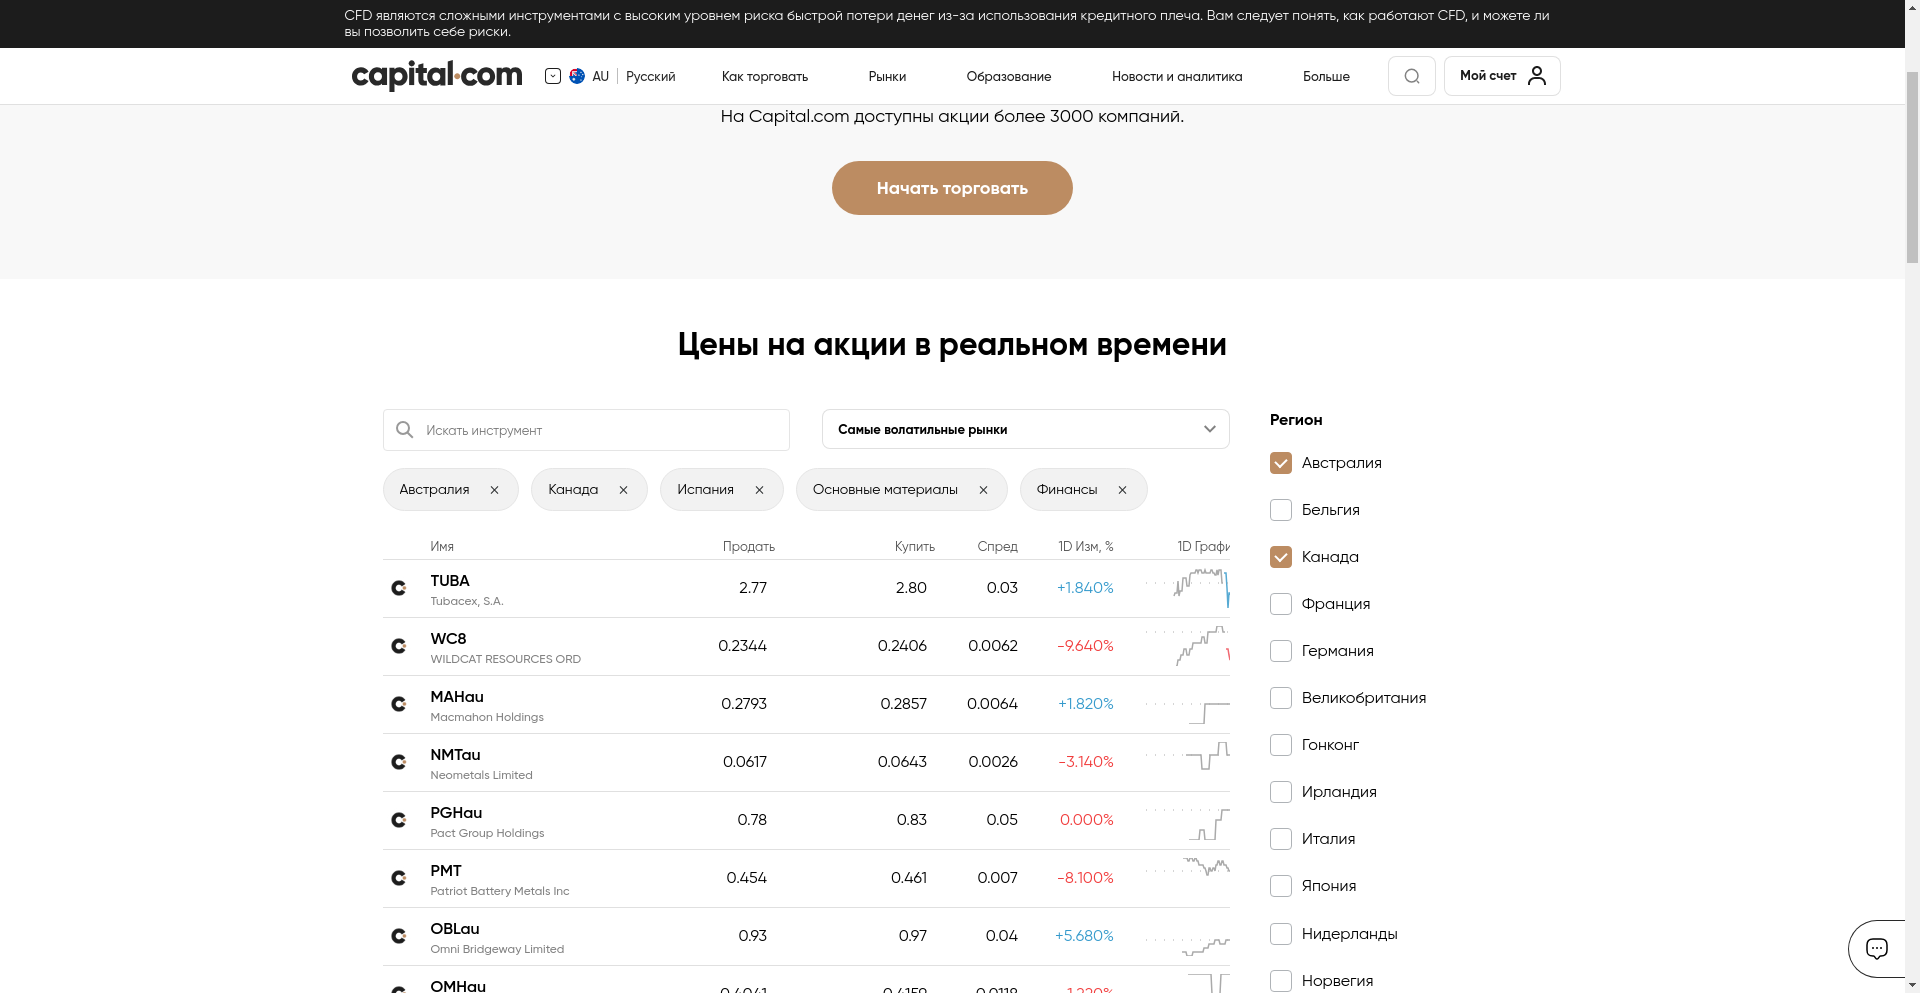 CFD являются сложными инструментами с высоким уровнем риска быстрой потери денег из-за использования кредитного плеча. Вам следует понять, как работают CFD, и можете ли
вы позволить себе риски.
capital.com AU Русский Как торговать Рынки Образование Новости и аналитика Больше Мой счет
На Capital.com доступны акции более 3000 компаний.
Начать торговать
Цены на акции в реальном времени
Искать инструмент
Самые волатильные рынки
Австралия Канада Испания Основные материалы Финансы
Имя Продать Купить Спред 1D Изм, % 1D Графи
TUBA 2.77 2.80 0.03 +1.840%
Tubacex, S.A.
WC8 0.2344 0.2406 0.0062 -9.640%
WILDCAT RESOURCES ORD
MAHau 0.2793 0.2857 0.0064 +1.820%
Macmahon Holdings
NMTau 0.0617 0.0643 0.0026 -3.140%
Neometals Limited
PGHau 0.78 0.83 0.05 0.000%
Pact Group Holdings
PMT 0.454 0.461 0.007 -8.100%
Patriot Battery Metals Inc
OBLau 0.93 0.97 0.04 +5.680%
Omni Bridgeway Limited
OMHau
Регион
Австралия
Бельгия
Канада
Франция
Германия
Великобритания
Гонконг
Ирландия
Италия
Япония
Нидерланды
Норвегия